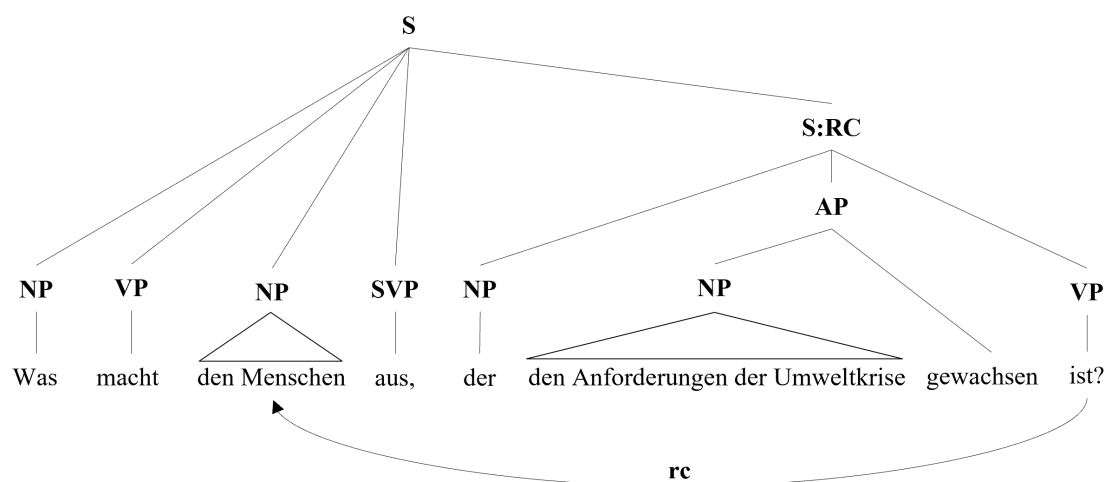 S
S:RC
AP
NP VP NP SVP NP NP VP
Was macht den Menschen aus, der den Anforderungen der Umweltkrise gewachsen ist?
rc